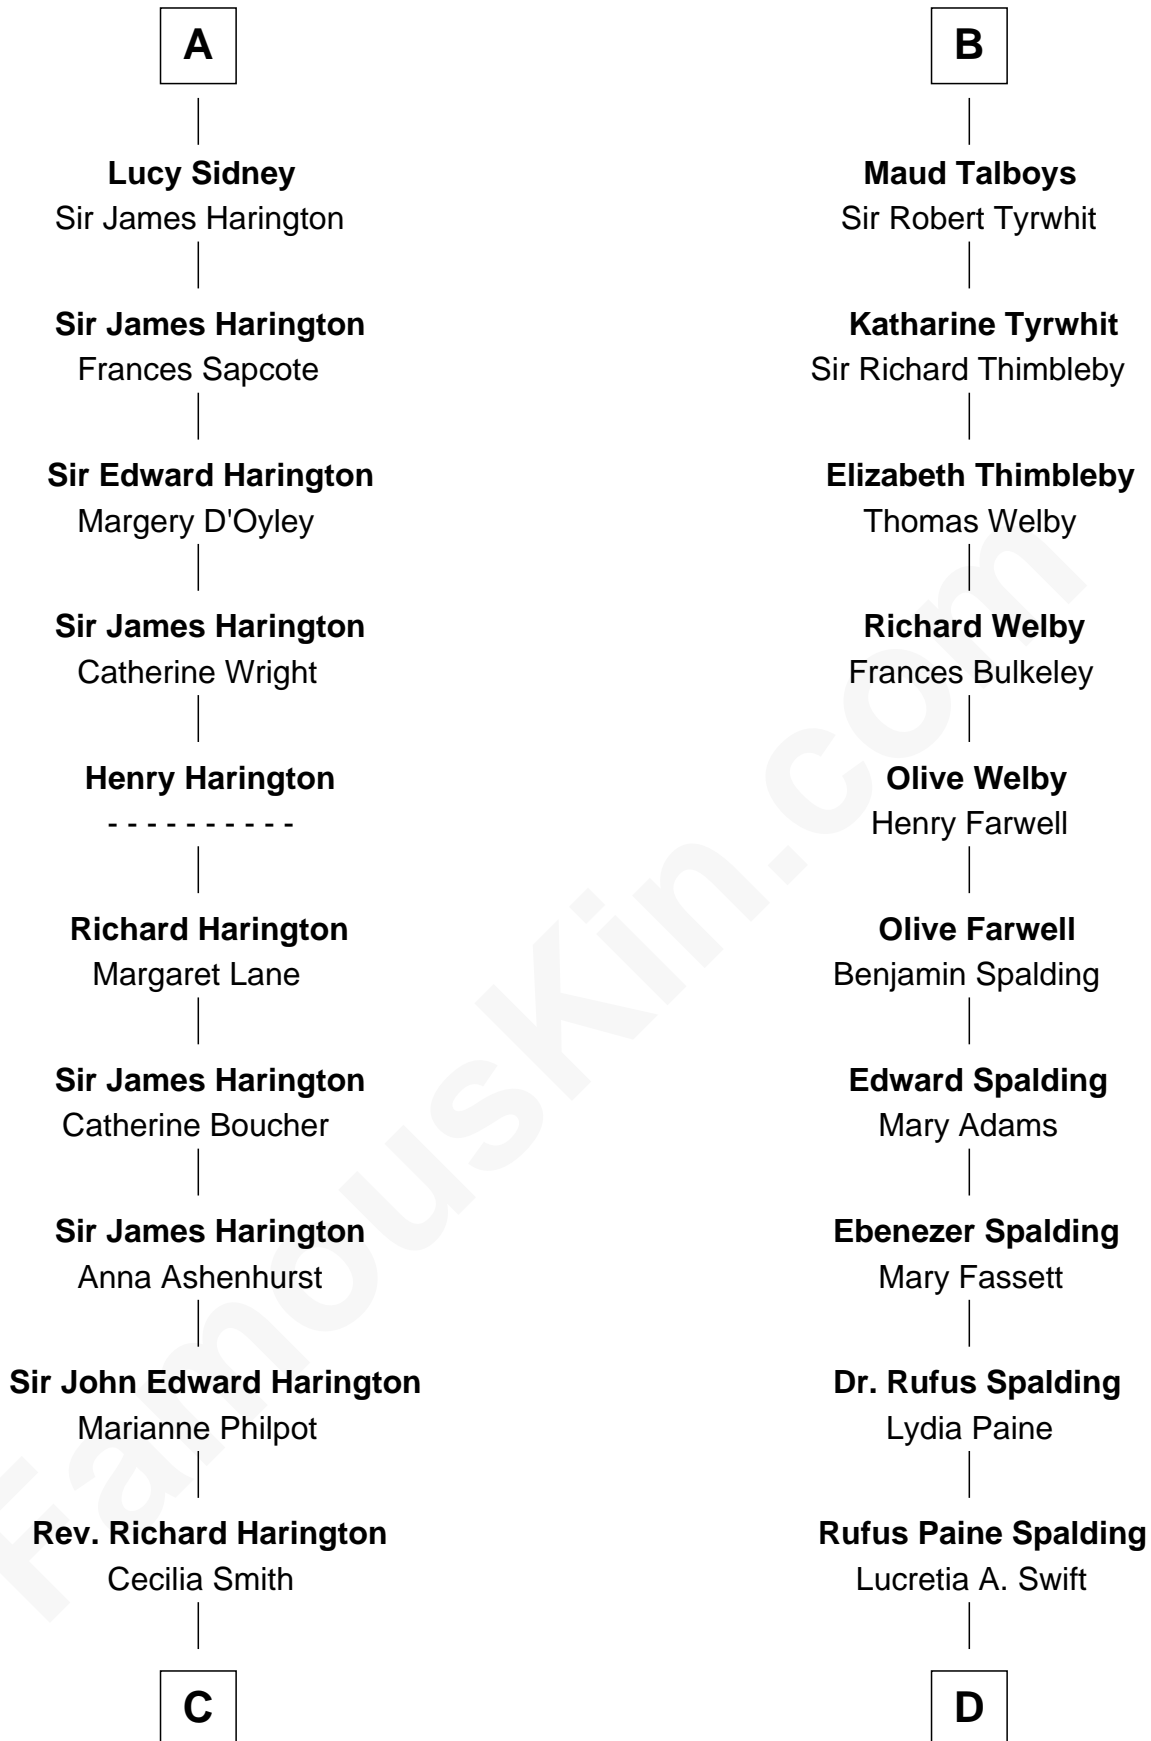 A
Lucy Sidney
Sir James Harington
Sir James Harington
Frances Sapcote
Sir Edward Harington
Margery D'Oyley
Sir James Harington
Catherine Wright
Henry Harington
- - - - - - - - - -
Richard Harington
Margaret Lane
Sir James Harington
Catherine Boucher
Sir James Harington
Anna Ashenhurst
Sir John Edward Harington
Marianne Philpot
Rev. Richard Harington
Cecilia Smith
C
B
Maud Talboys
Sir Robert Tyrwhit
Katharine Tyrwhit
Sir Richard Thimbleby
Elizabeth Thimbleby
Thomas Welby
Richard Welby
Frances Bulkeley
Olive Welby
Henry Farwell
Olive Farwell
Benjamin Spalding
Edward Spalding
Mary Adams
Ebenezer Spalding
Mary Fassett
Dr. Rufus Spalding
Lydia Paine
Rufus Paine Spalding
Lucretia A. Swift
D
FamousKin.com